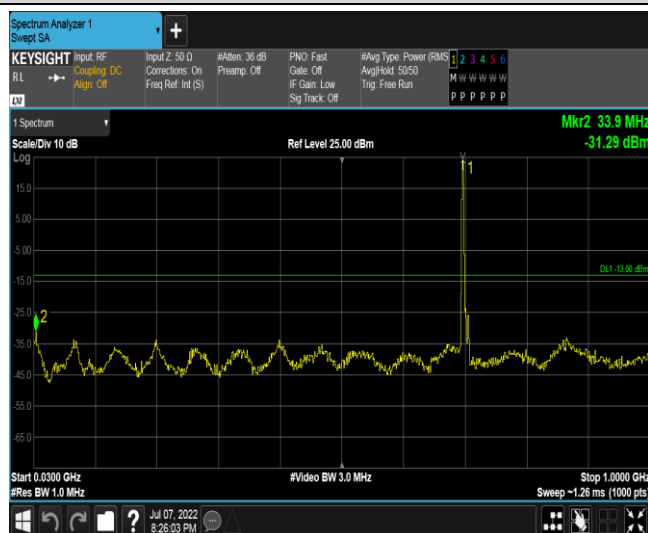 Spectrum Analyzer 1
Swept SA
+
KEYSIGHT Input: RF Input Z: 50 Ω #Atten: 36 dB PNO: Fast #Avg Type: Power (RMS 1 2 3 4 5 6
RL Coupling: DC Corrections: On Preamp: Off Gate: Off Avg|Hold: 50/50 M W W W W W
Align: Off Freq Ref: Int (S) IF Gain: Low Trig: Free Run
LXI Sig Track: Off P P P P P P
1 Spectrum Mkr2 33.9 MHz
Scale/Div 10 dB Ref Level 25.00 dBm -31.29 dBm
Log
1
15.0
5.00
-5.00
DL1 -13.00 dBm
-15.0
-25.0
2
-35.0
-45.0
-55.0
-65.0
Start 0.0300 GHz #Video BW 3.0 MHz Stop 1.0000 GHz
#Res BW 1.0 MHz Sweep ~1.26 ms (1000 pts)
? Jul 07, 2022
8:26:03 PM